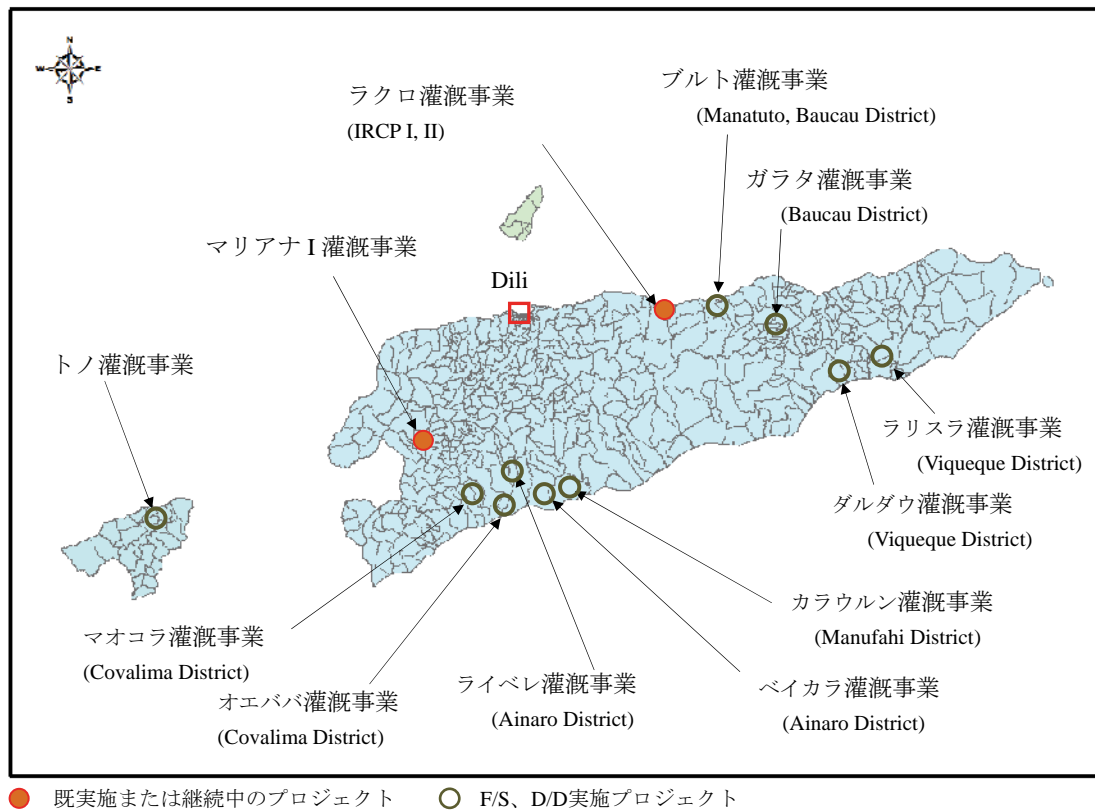 N
W
E
S
ラクロ灌漑事業
(IRCP I, II)
ブルト灌漑事業
(Manatuto, Baucau District)
ガラタ灌漑事業
(Baucau District)
マリアナ I 灌漑事業
Dili
トノ灌漑事業
ラリスラ灌漑事業
(Viqueque District)
ダルダウ灌漑事業
(Viqueque District)
カラウルン灌漑事業
(Manufahi District)
マオコラ灌漑事業
(Covalima District)
オエババ灌漑事業
(Covalima District)
ライベレ灌漑事業
(Ainaro District)
ベイカラ灌漑事業
(Ainaro District)
既実施または継続中のプロジェクト
F/S、D/D実施プロジェクト